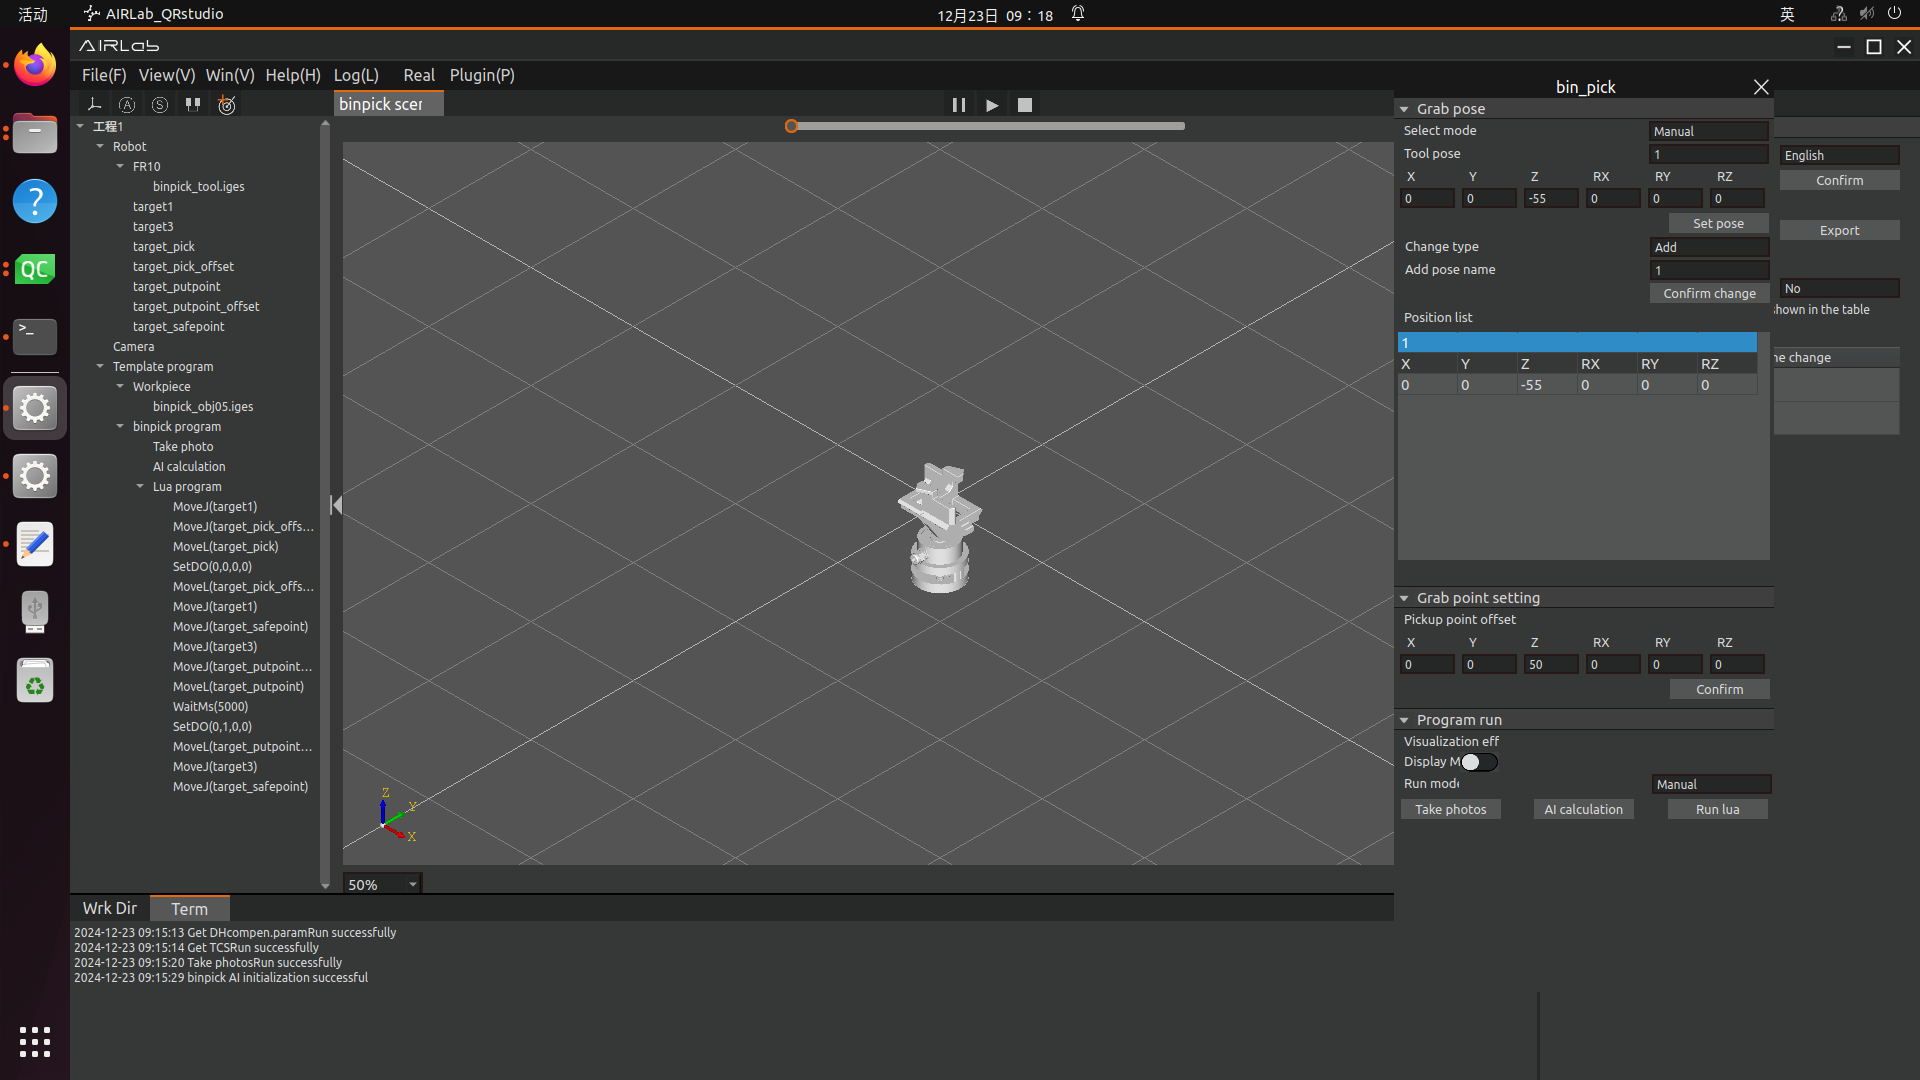 活动
AIRLab_QRstudio
12月23日 09：18
英
AIRLab
File(F) View(V) Win(V) Help(H) Log(L) Real Plugin(P)
binpick scer
工程1
Robot
FR10
binpick_tool.iges
target1
target3
target_pick
target_pick_offset
target_putpoint
target_putpoint_offset
target_safepoint
Camera
Template program
Workpiece
binpick_obj05.iges
binpick program
Take photo
AI calculation
Lua program
MoveJ(target1)
MoveJ(target_pick_offs...
MoveL(target_pick)
SetDO(0,0,0,0)
MoveL(target_pick_offs...
MoveJ(target1)
MoveJ(target_safepoint)
MoveJ(target3)
MoveJ(target_putpoint...
MoveL(target_putpoint)
WaitMs(5000)
SetDO(0,1,0,0)
MoveL(target_putpoint...
MoveJ(target3)
MoveJ(target_safepoint)
Z
Y
X
50%
bin_pick
Grab pose
Select mode Manual
Tool pose 1
X Y Z RX RY RZ
0 0 -55 0 0 0
Set pose
Change type Add
Add pose name 1
Confirm change
Position list
1
X Y Z RX RY RZ
0 0 -55 0 0 0
Grab point setting
Pickup point offset
X Y Z RX RY RZ
0 0 50 0 0 0
Confirm
Program run
Visualization eff
Display M
Run mode Manual
Take photos AI calculation Run lua
English
Confirm
Export
No
shown in the table
ne change
Wrk Dir Term
2024-12-23 09:15:13 Get DHcompen.paramRun successfully
2024-12-23 09:15:14 Get TCSRun successfully
2024-12-23 09:15:20 Take photosRun successfully
2024-12-23 09:15:29 binpick AI initialization successful